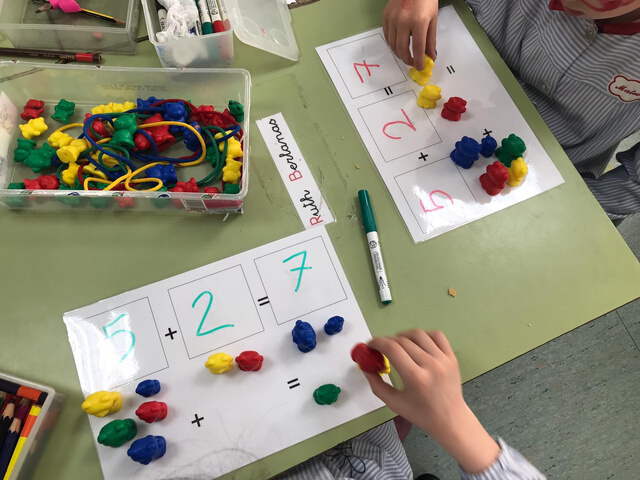 5 + 2 = 7
+ =
Ruth Berlanas
5 + 2 = 7
+ =